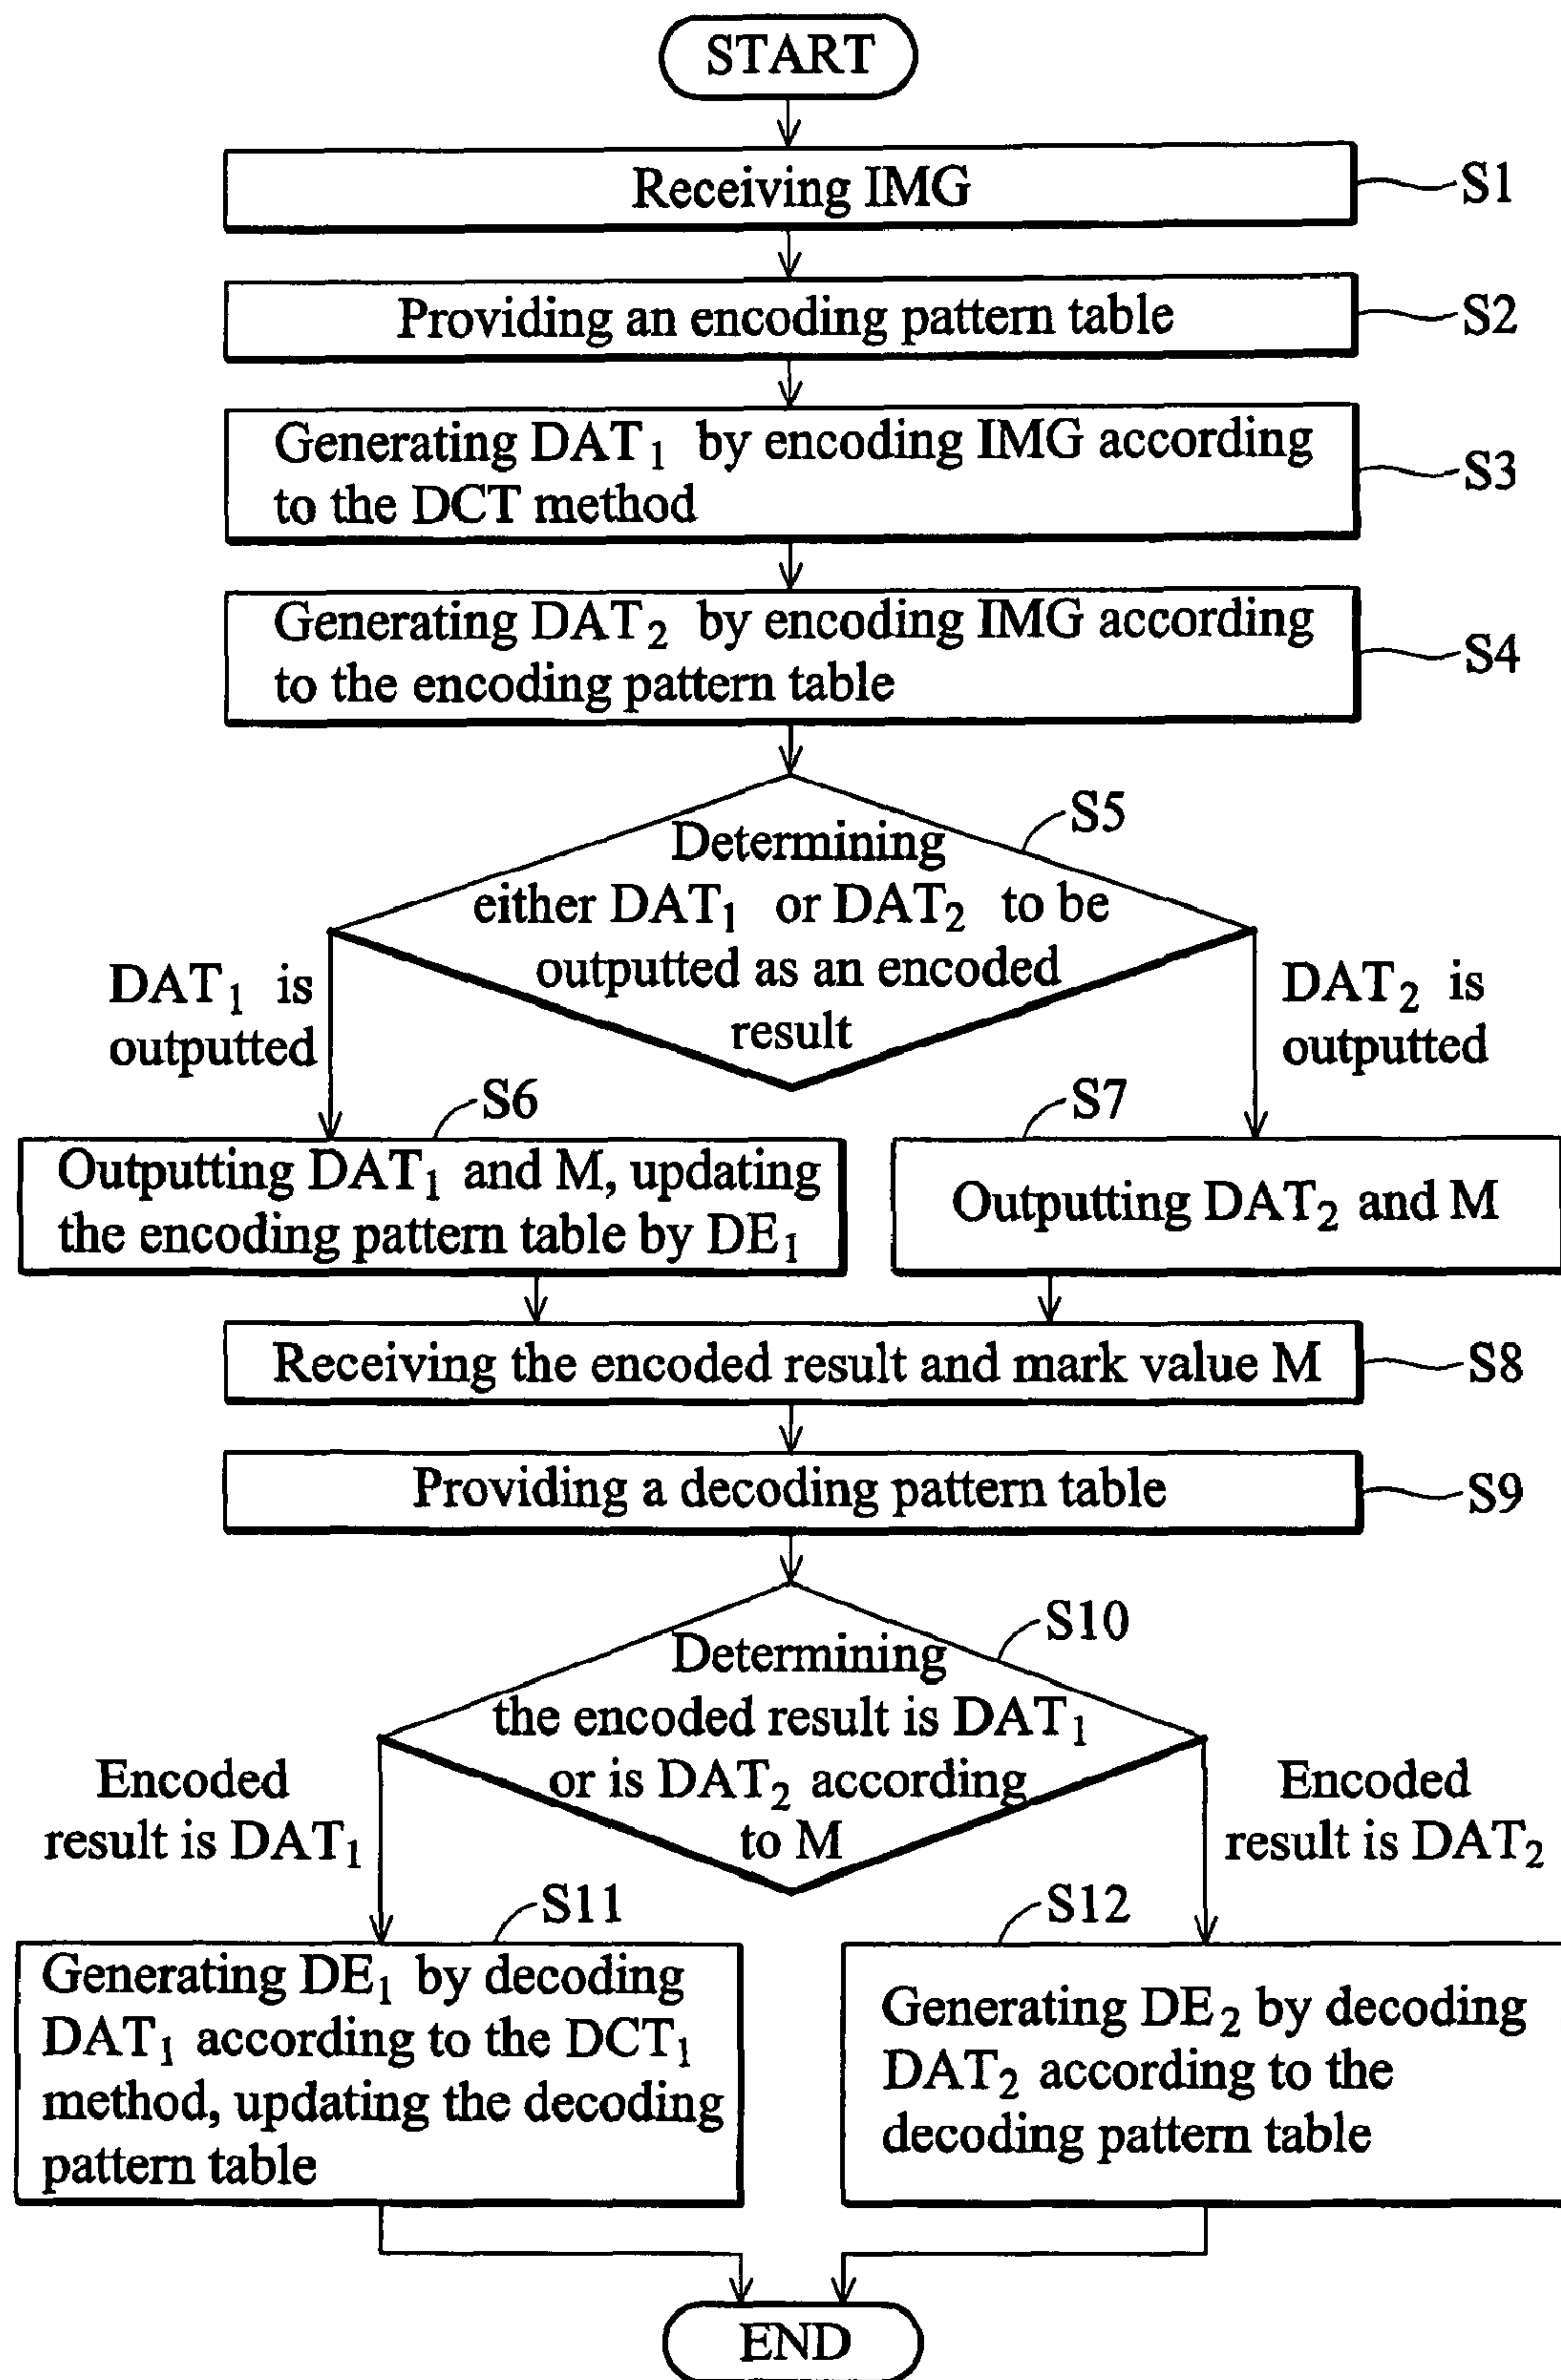 START
Receiving IMG
S1
Providing an encoding pattern table
S2
Generating DAT₁ by encoding IMG according
to the DCT method
S3
Generating DAT₂ by encoding IMG according
to the encoding pattern table
S4
S5
Determining
either DAT₁ or DAT₂ to be
outputted as an encoded
result
DAT₁ is
outputted
DAT₂ is
outputted
S6
Outputting DAT₁ and M, updating
the encoding pattern table by DE₁
S7
Outputting DAT₂ and M
Receiving the encoded result and mark value M
S8
Providing a decoding pattern table
S9
S10
Determining
the encoded result is DAT₁
or is DAT₂ according
to M
Encoded
result is DAT₁
Encoded
result is DAT₂
S11
Generating DE₁ by decoding
DAT₁ according to the DCT₁
method, updating the decoding
pattern table
S12
Generating DE₂ by decoding
DAT₂ according to the
decoding pattern table
END